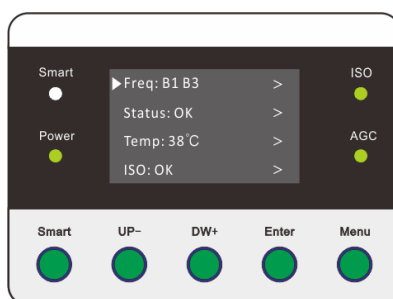 Smart
ISO
Freq: B1 B3 >
Status: OK >
Power
AGC
Temp: 38℃ >
ISO: OK >
Smart UP- DW+ Enter Menu